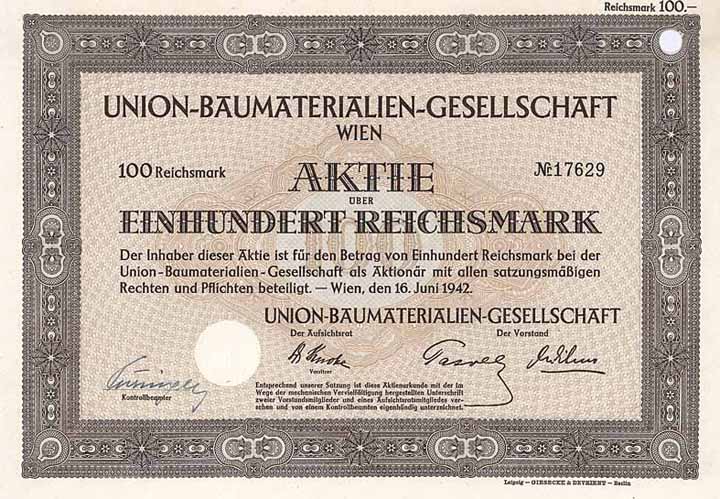 Reichsmark 100.—
UNION-BAUMATERIALIEN-GESELLSCHAFT
WIEN
100 Reichsmark AKTIE № 17629
ÜBER
EINHUNDERT REICHSMARK
Der Inhaber dieser Aktie ist für den Betrag von Einhundert Reichsmark bei der
Union-Baumaterialien-Gesellschaft als Aktionär mit allen satzungsmäßigen
Rechten und Pflichten beteiligt. — Wien, den 16. Juni 1942.
UNION-BAUMATERIALIEN-GESELLSCHAFT
Der Aufsichtsrat Der Vorstand
Vorsitzer
Kontrollbeamter
Entsprechend unserer Satzung ist diese Aktienurkunde mit der im
Wege der mechanischen Vervielfältigung hergestellten Unterschrift
zweier Vorstandsmitglieder und eines Aufsichtsratsmitgliedes ver-
sehen und von einem Kontrollbeamten eigenhändig unterzeichnet.
Leipzig — GIESECKE & DEVRIENT — Berlin